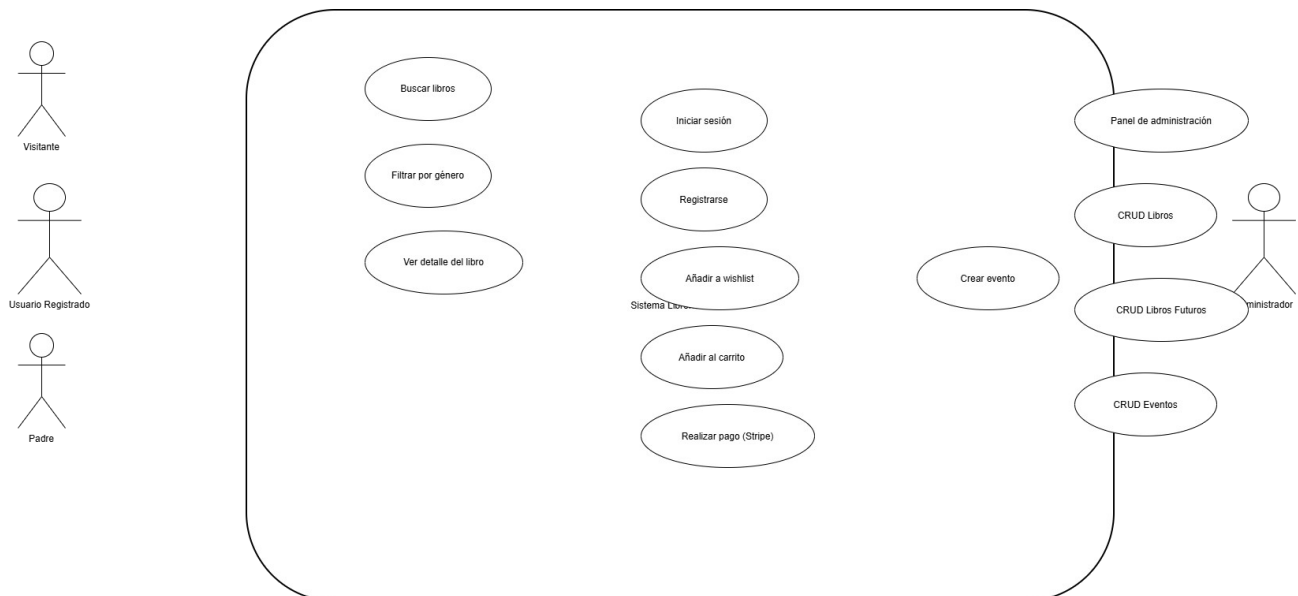 Visitante
Usuario Registrado
Padre
Buscar libros
Filtrar por género
Ver detalle del libro
Iniciar sesión
Registrarse
Añadir a wishlist
Sistema
Añadir al carrito
Realizar pago (Stripe)
Crear evento
Panel de administración
CRUD Libros
CRUD Libros Futuros
CRUD Eventos